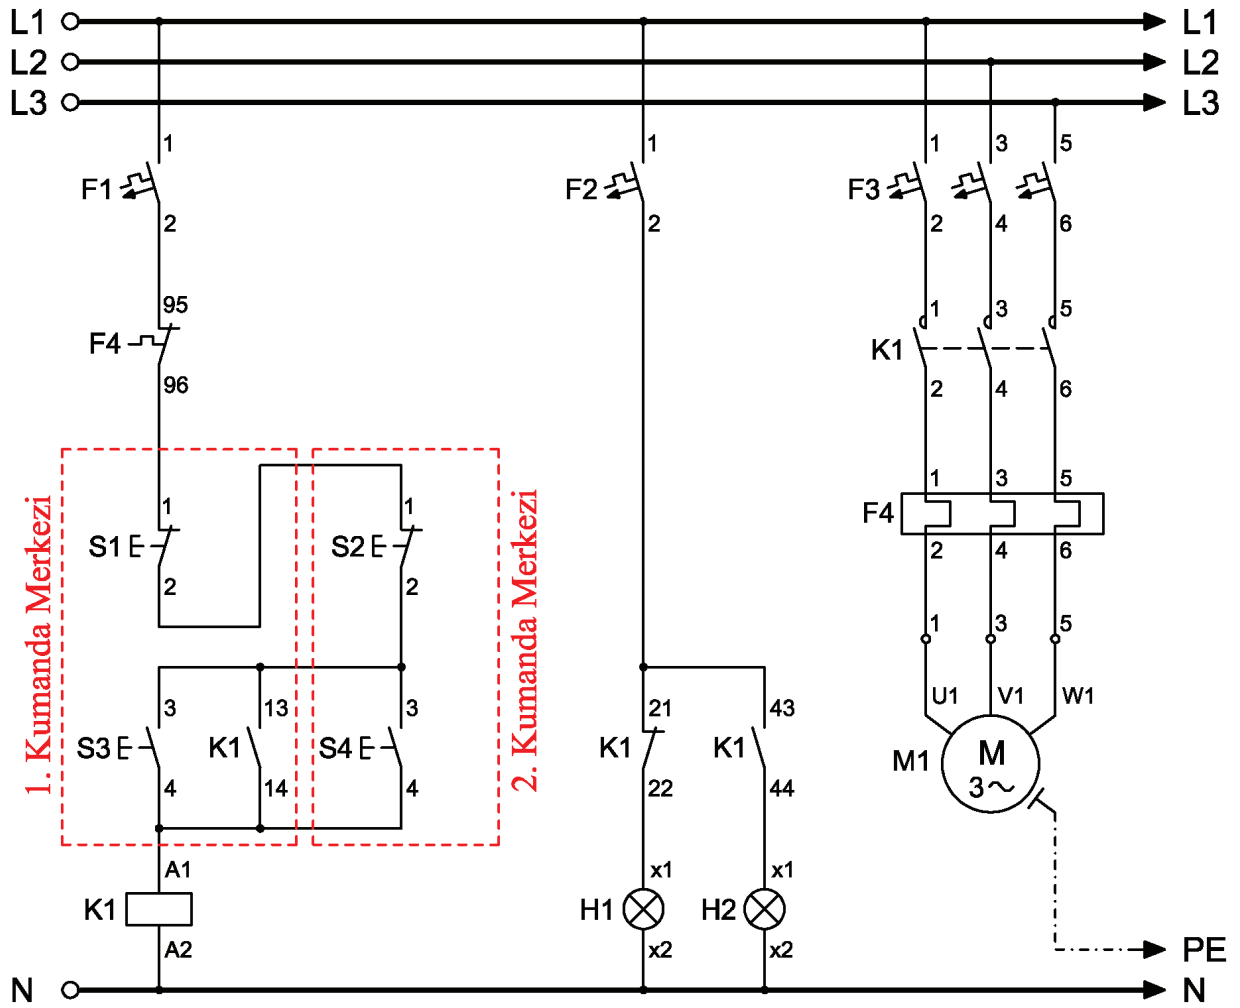 L1 L1
L2 L2
L3 L3
1 1 1 3 5
F1 F2 F3
2 2 2 4 6
95 1 3 5
F4 K1
96 2 4 6
1 1 1 3 5
S1 S2 F4
2 2 2 4 6
1. Kumanda Merkezi
2. Kumanda Merkezi
1 3 5
U1 V1 W1
3 13 3 21 43
S3 K1 S4 K1 K1 M1 M
4 14 4 22 44 3~
A1 x1 x1
K1 H1 H2
A2 x2 x2 PE
N N